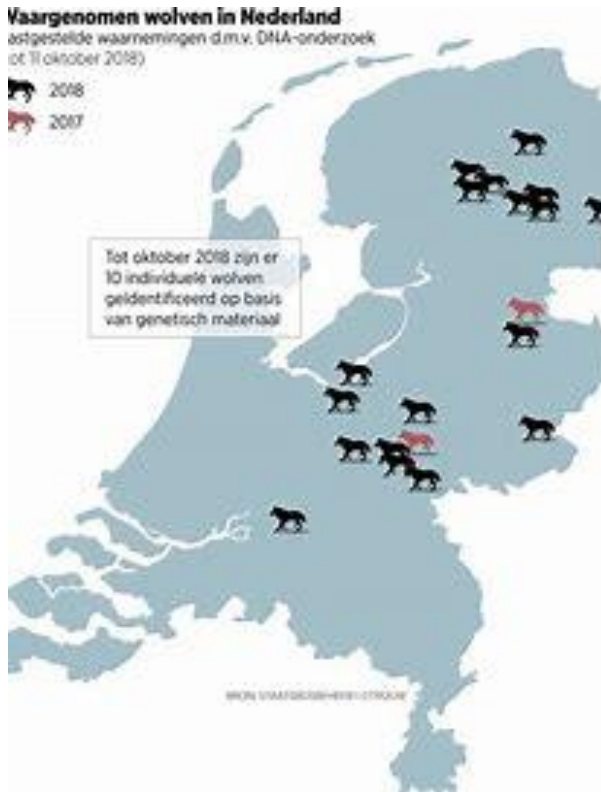 Waargenomen wolven in Nederland
astgestelde waarnemingen d.m.v. DNA-onderzoek
ot 11 oktober 2018)
2018
2017
Tot oktober 2018 zijn er
10 individuele wolven
geïdentificeerd op basis
van genetisch materiaal